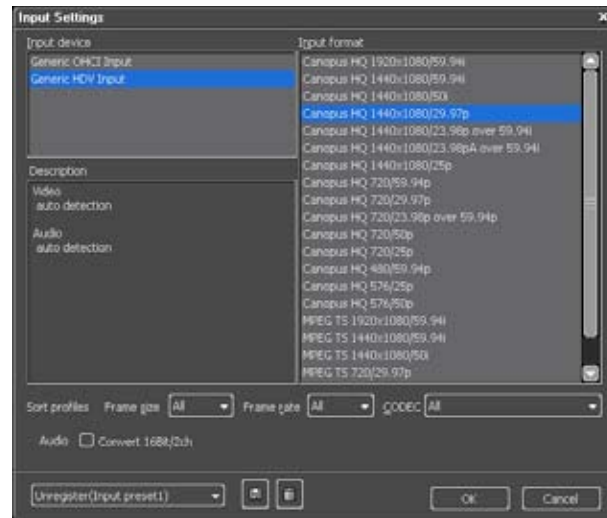 Input Settings
x
Input device
Generic OHCI Input
Generic HDV Input
Description
Video
auto detection
Audio
auto detection
Input format
Canopus HQ 1920x1080/59.94i
Canopus HQ 1440x1080/59.94i
Canopus HQ 1440x1080/50i
Canopus HQ 1440x1080/29.97p
Canopus HQ 1440x1080/23.98p over 59.94i
Canopus HQ 1440x1080/23.98pA over 59.94i
Canopus HQ 1440x1080/25p
Canopus HQ 720/59.94p
Canopus HQ 720/29.97p
Canopus HQ 720/23.98p over 59.94p
Canopus HQ 720/50p
Canopus HQ 720/25p
Canopus HQ 480/59.94p
Canopus HQ 576/25p
Canopus HQ 576/50p
MPEG TS 1920x1080/59.94i
MPEG TS 1440x1080/59.94i
MPEG TS 1440x1080/50i
MPEG TS 720/29.97p
Sort profiles Frame size All Frame rate All CODEC All
Audio Convert 16Bit/2ch
Unregister(Input preset1)
OK Cancel